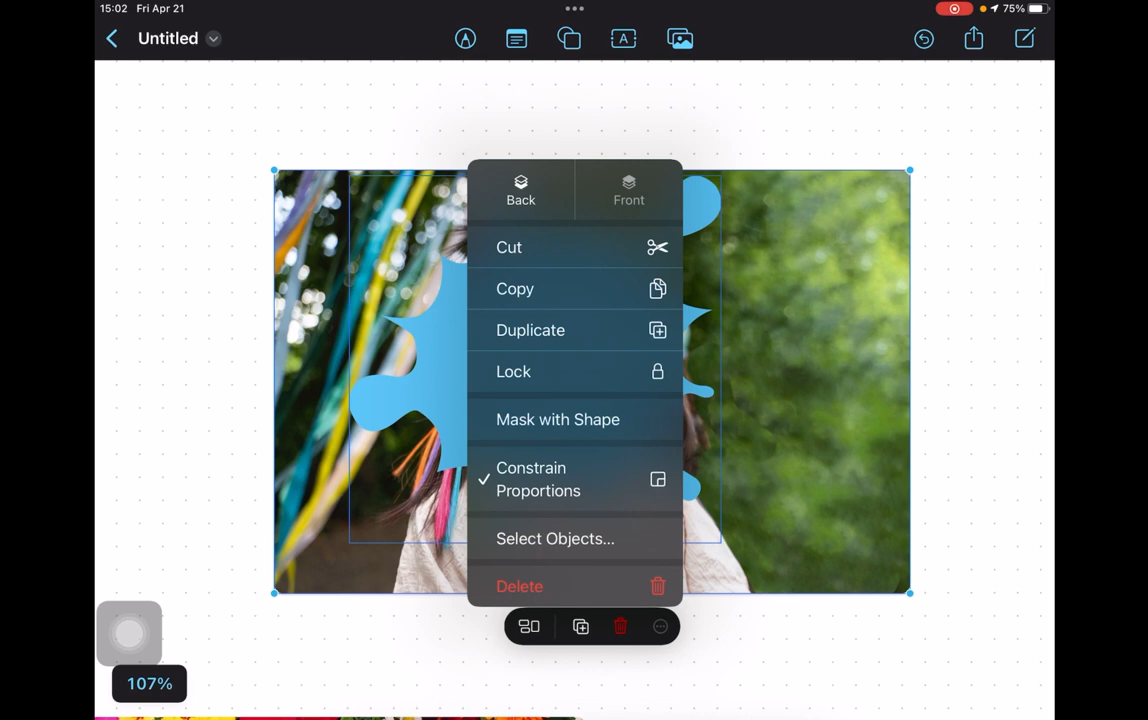 15:02 Fri Apr 21
75%
Untitled
A
Back
Front
Cut
Copy
Duplicate
Lock
Mask with Shape
Constrain
Proportions
Select Objects...
Delete
107%